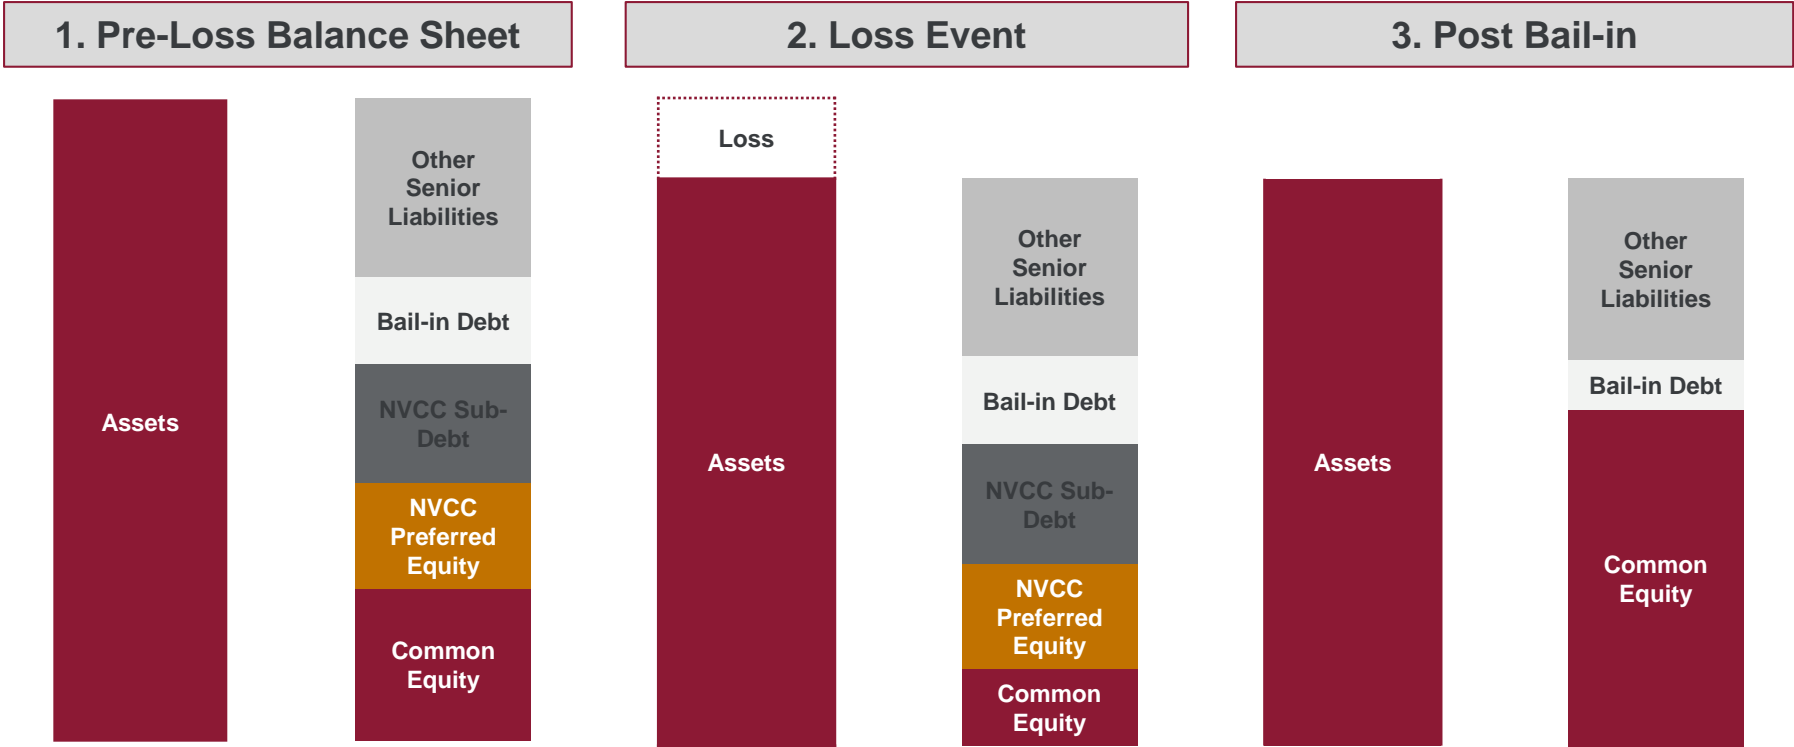 1. Pre-Loss Balance Sheet
Assets
Other
Senior
Liabilities
Bail-in Debt
NVCC Sub-
Debt
NVCC
Preferred
Equity
Common
Equity
2. Loss Event
Loss
Assets
Other
Senior
Liabilities
Bail-in Debt
NVCC Sub-
Debt
NVCC
Preferred
Equity
Common
Equity
3. Post Bail-in
Assets
Other
Senior
Liabilities
Bail-in Debt
Common
Equity